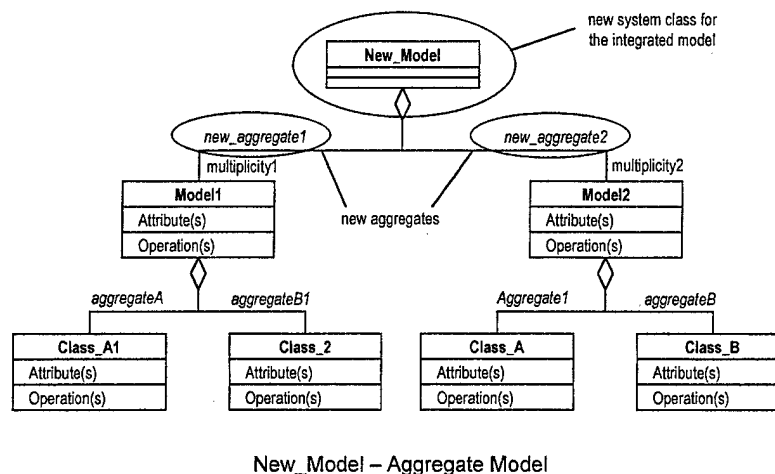 new system class for
the integrated model
New_Model
new_aggregate1
new_aggregate2
multiplicity1
multiplicity2
Model1
Attribute(s)
Operation(s)
new aggregates
Model2
Attribute(s)
Operation(s)
aggregateA
aggregateB1
Aggregate1
aggregateB
Class_A1
Attribute(s)
Operation(s)
Class_2
Attribute(s)
Operation(s)
Class_A
Attribute(s)
Operation(s)
Class_B
Attribute(s)
Operation(s)
New_Model – Aggregate Model